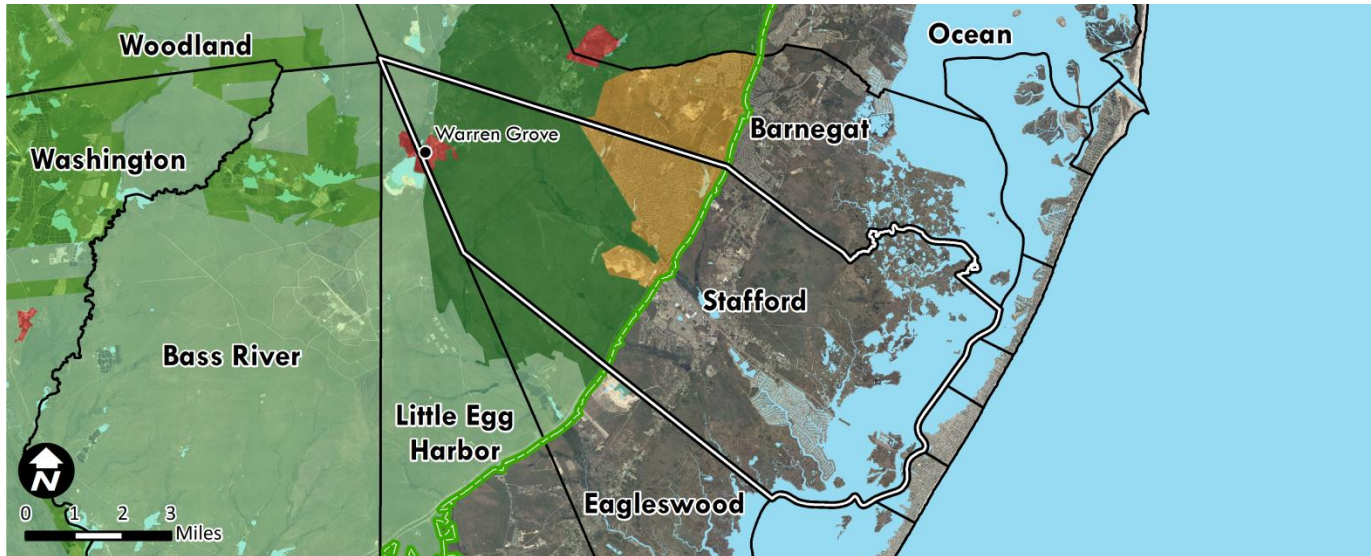 Woodland
Ocean
Warren Grove
Barnegat
Washington
Stafford
Bass River
Little Egg
Harbor
Eagleswood
N
0 1 2 3
Miles